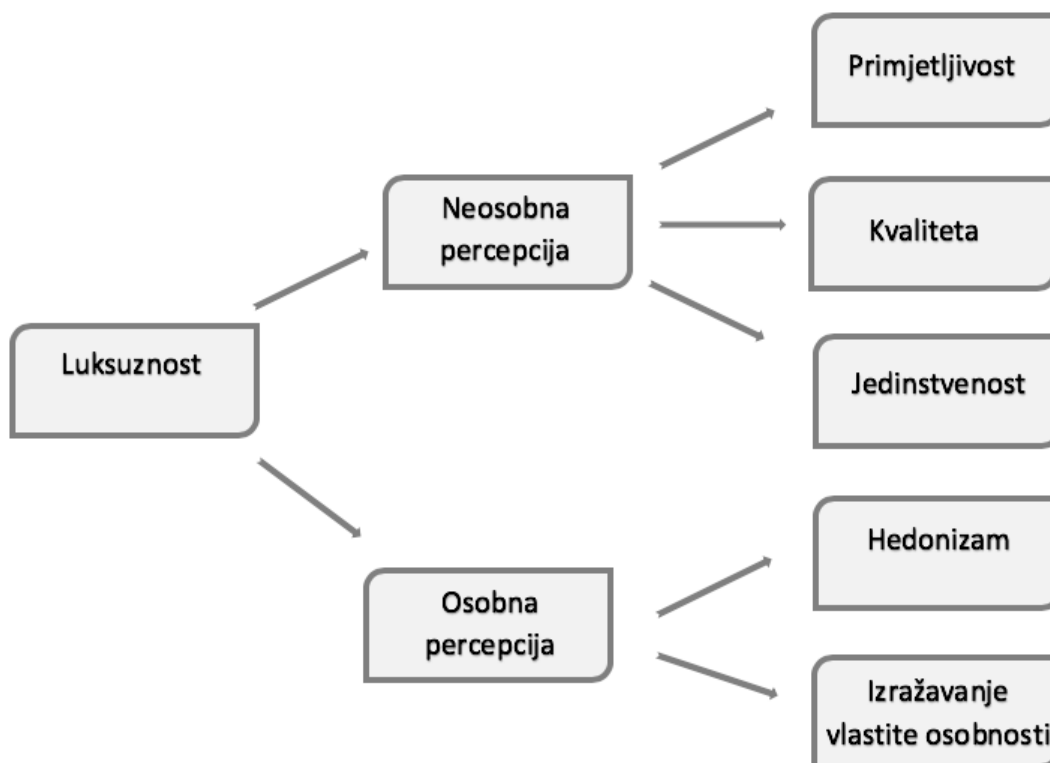 Luksuznost
Neosobna
percepcija
Osobna
percepcija
Primjetljivost
Kvaliteta
Jedinstvenost
Hedonizam
Izražavanje
vlastite osobnosti